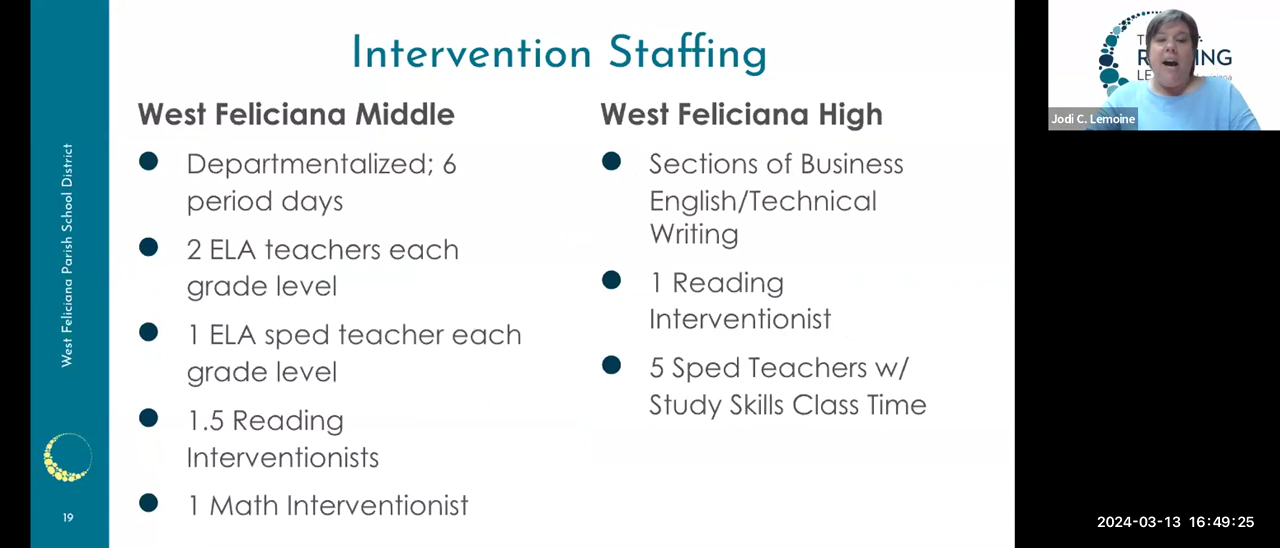 Intervention Staffing
West Feliciana Middle
Departmentalized; 6
period days
2 ELA teachers each
grade level
1 ELA sped teacher each
grade level
1.5 Reading
Interventionists
1 Math Interventionist
West Feliciana High
Sections of Business
English/Technical
Writing
1 Reading
Interventionist
5 Sped Teachers w/
Study Skills Class Time
West Feliciana Parish School District
19
Jodi C. Lemoine
2024-03-13 16:49:25